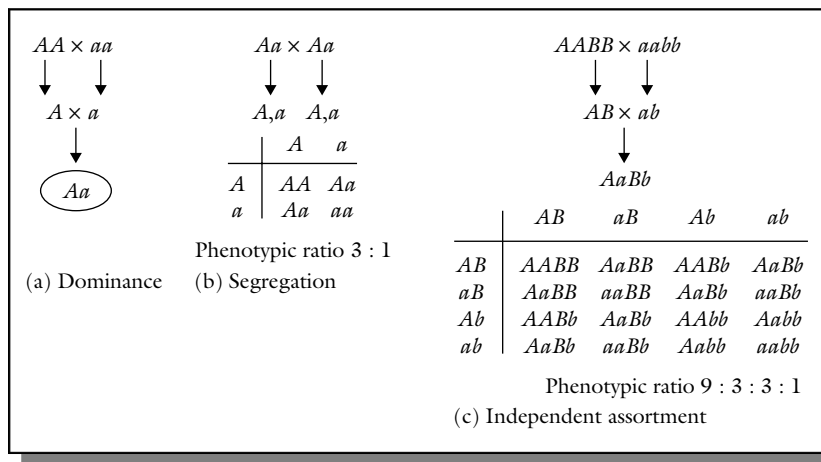 AA × aa
A × a
Aa
(a) Dominance
Aa × Aa
A,a A,a
A a
A AA Aa
a Aa aa
Phenotypic ratio 3 : 1
(b) Segregation
AABB × aabb
AB × ab
AaBb
AB aB Ab ab
AB AABB AaBB AABb AaBb
aB AaBB aaBB AaBb aaBb
Ab AABb AaBb AAbb Aabb
ab AaBb aaBb Aabb aabb
Phenotypic ratio 9 : 3 : 3 : 1
(c) Independent assortment